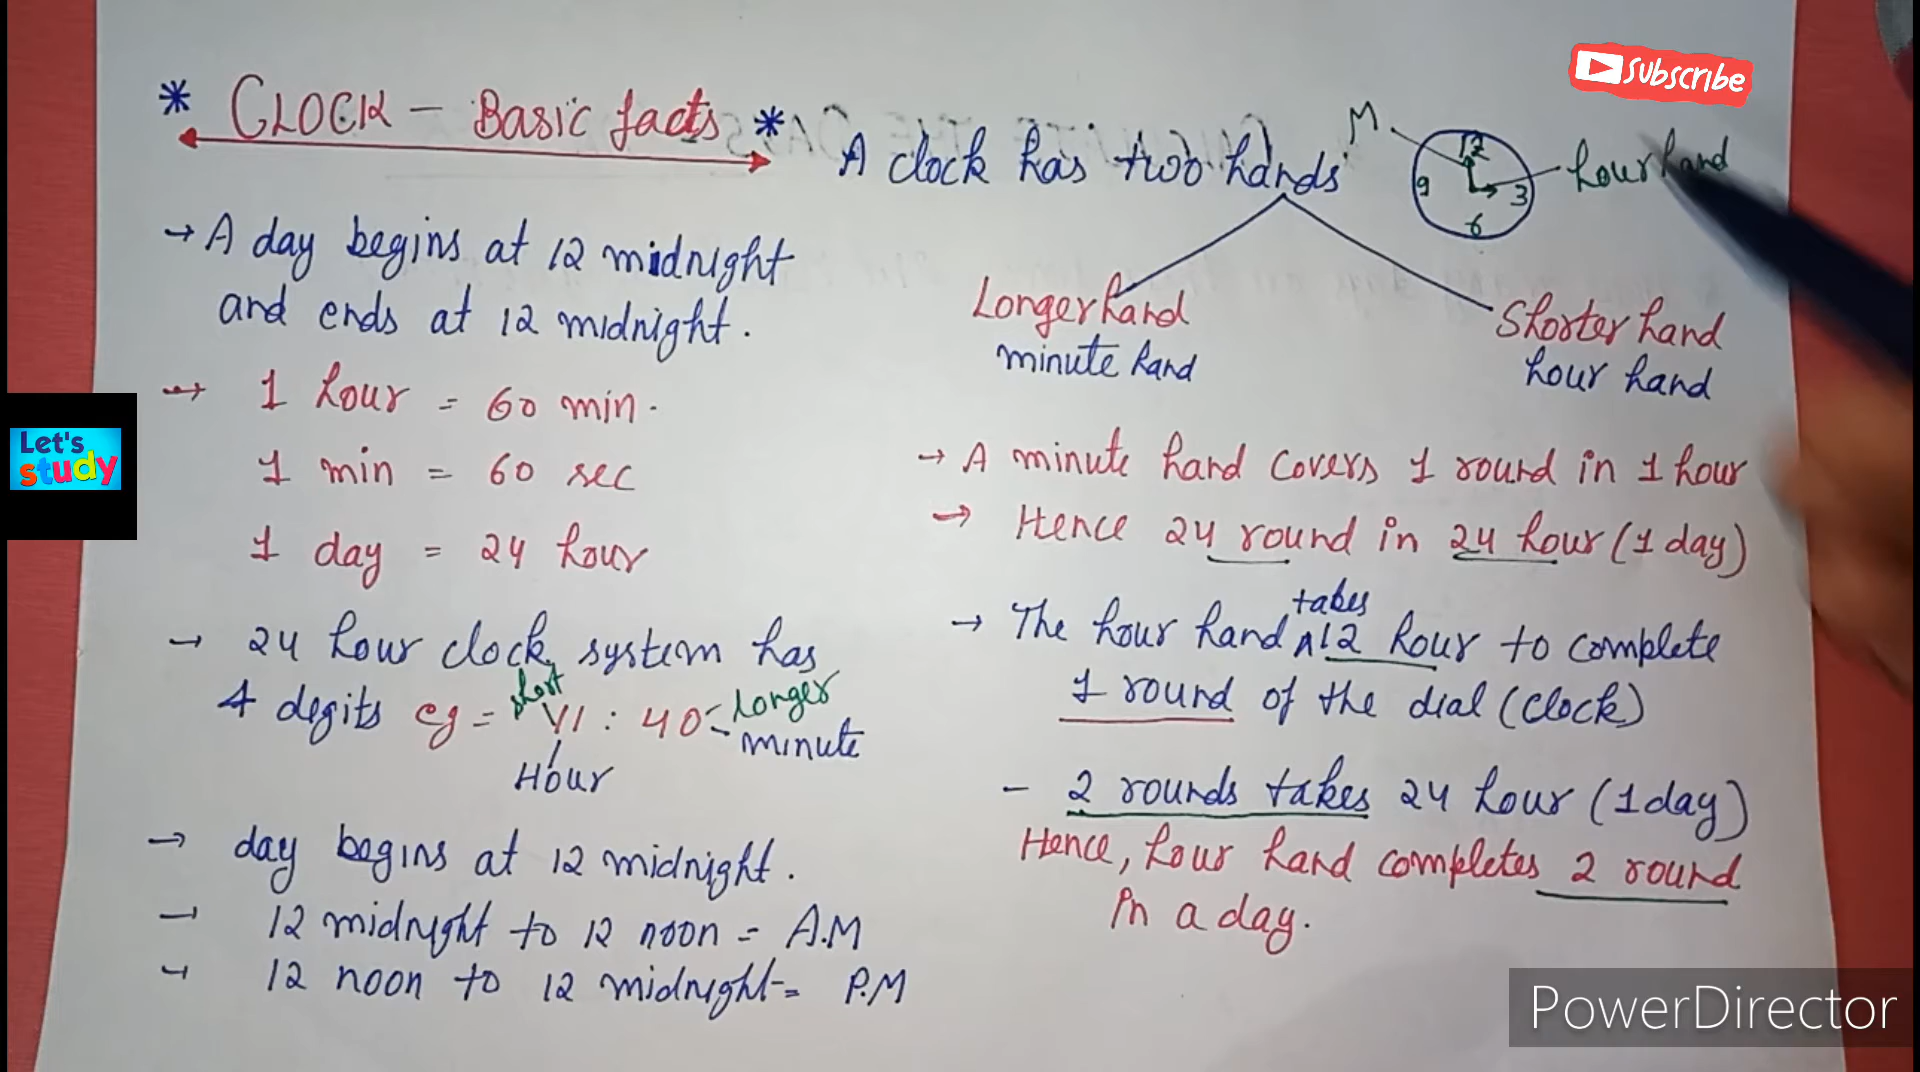 * CLOCK - Basic facts *
→ A day begins at 12 midnight
and ends at 12 midnight.
→ 1 hour = 60 min.
1 min = 60 sec
1 day = 24 hour
→ 24 hour clock system has
4 degits eg = 11 : 40
short
longer
minute
Hour
→ day begins at 12 midnight.
→ 12 midnight to 12 noon = A.M
→ 12 noon to 12 midnight = P.M
A clock has two hands
M
12
9
3
6
hour hand
Longer hand
minute hand
Shorter hand
hour hand
→ A minute hand covers 1 round in 1 hour
→ Hence 24 round in 24 hour (1 day)
→ The hour hand takes 12 hour to complete
1 round of the dial (clock)
- 2 rounds takes 24 hour (1 day)
Hence, hour hand completes 2 round
in a day.
Subscribe
Let's
study
PowerDirector